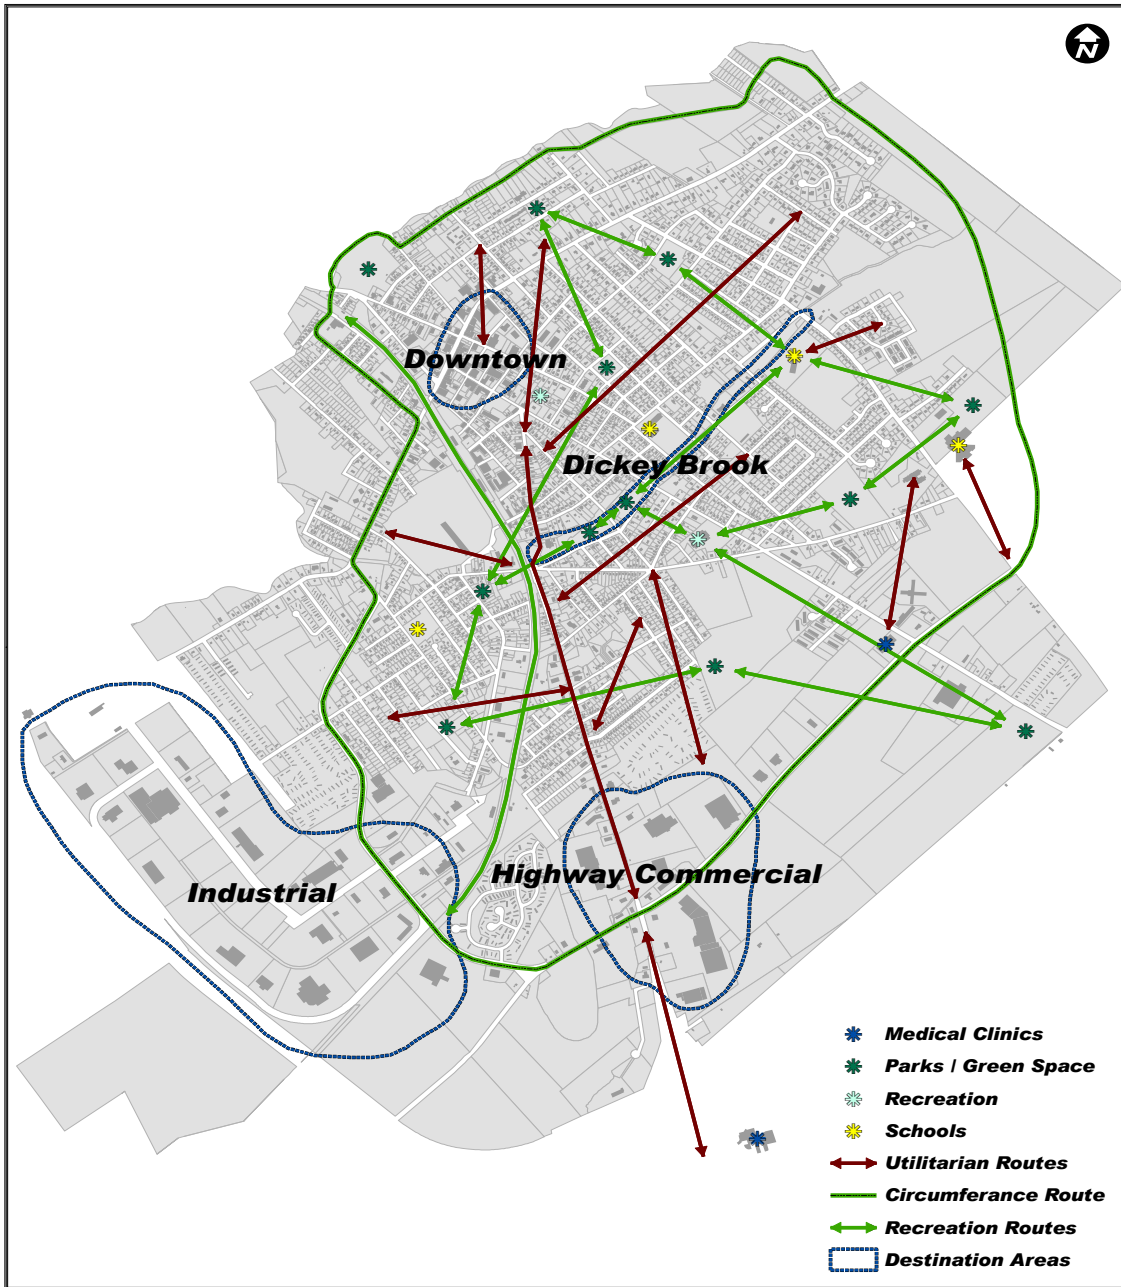 N
Downtown
Dickey Brook
Industrial
Highway Commercial
Medical Clinics
Parks / Green Space
Recreation
Schools
Utilitarian Routes
Circumferance Route
Recreation Routes
Destination Areas